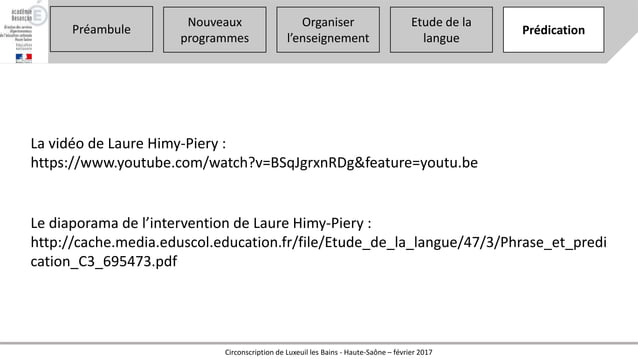 académie
Besançon
direction des services
départementaux
de l'éducation nationale
Haute-Saône
Préambule
Nouveaux
programmes
Organiser
l'enseignement
Etude de la
langue
Prédication
La vidéo de Laure Himy-Piery :
https://www.youtube.com/watch?v=BSqJgrxnRDg&feature=youtu.be
Le diaporama de l'intervention de Laure Himy-Piery :
http://cache.media.eduscol.education.fr/file/Etude_de_la_langue/47/3/Phrase_et_predi
cation_C3_695473.pdf
Circonscription de Luxeuil les Bains - Haute-Saône – février 2017